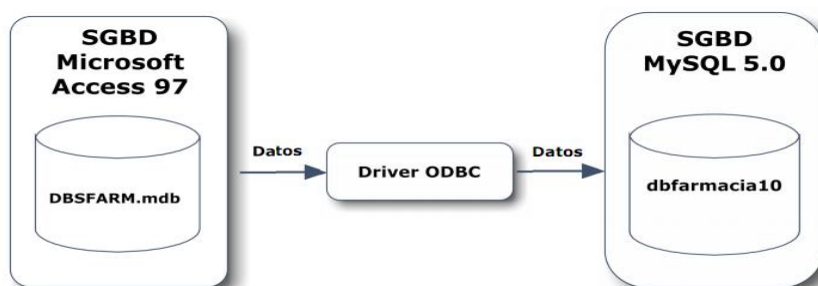 SGBD
Microsoft
Access 97
DBSFARM.mdb
Datos
Driver ODBC
Datos
SGBD
MySQL 5.0
dbfarmacia10